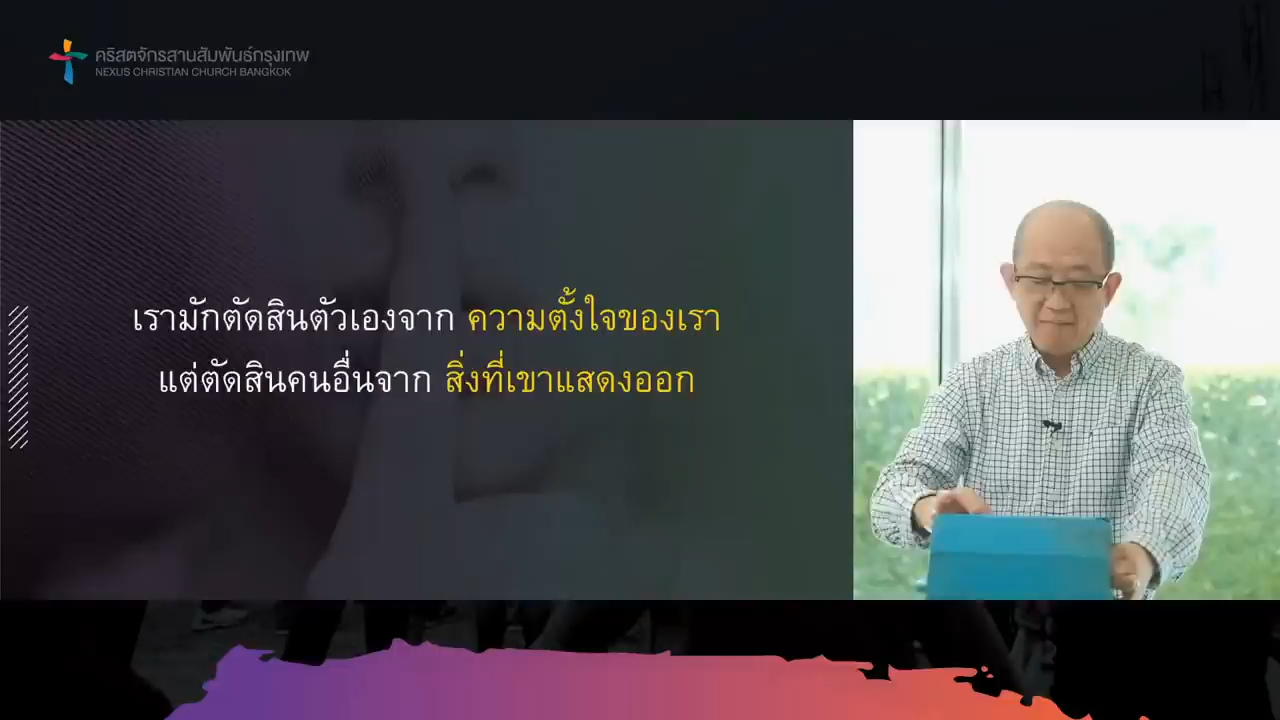 คริสตจักรสานสัมพันธ์กรุงเทพ
NEXUS CHRISTIAN CHURCH BANGKOK
เรามักตัดสินตัวเองจาก ความตั้งใจของเรา
แต่ตัดสินคนอื่นจาก สิ่งที่เขาแสดงออก